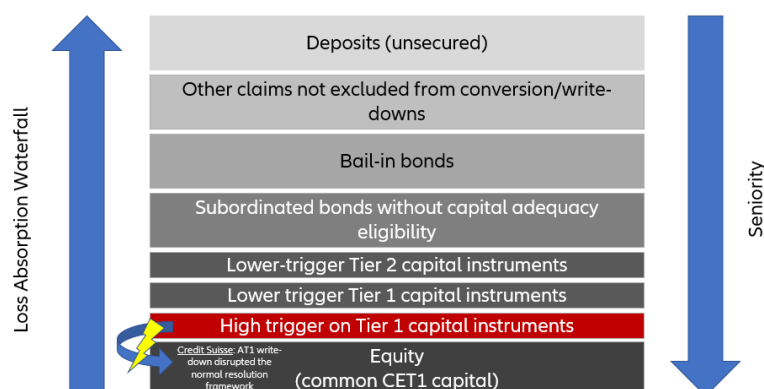 Deposits (unsecured)
Other claims not excluded from conversion/write-
downs
Bail-in bonds
Subordinated bonds without capital adequacy
eligibility
Lower-trigger Tier 2 capital instruments
Lower trigger Tier 1 capital instruments
High trigger on Tier 1 capital instruments
Credit Suisse: AT1 write-
down disrupted the
normal resolution
framework
Equity
(common CET1 capital)
Loss Absorption Waterfall
Seniority